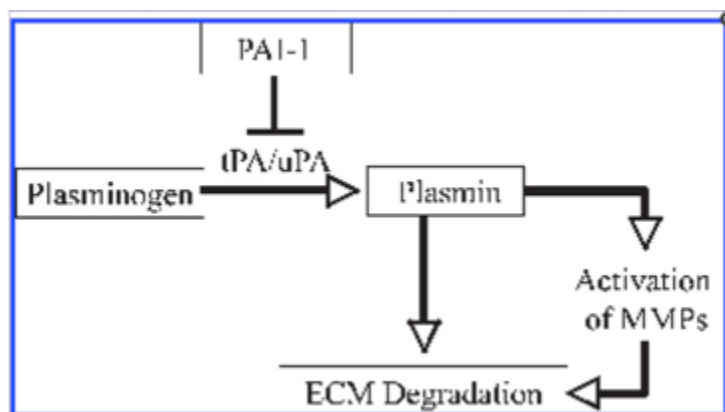 PAI-1
tPA/uPA
Plasminogen
Plasmin
Activation
of MMPs
ECM Degradation